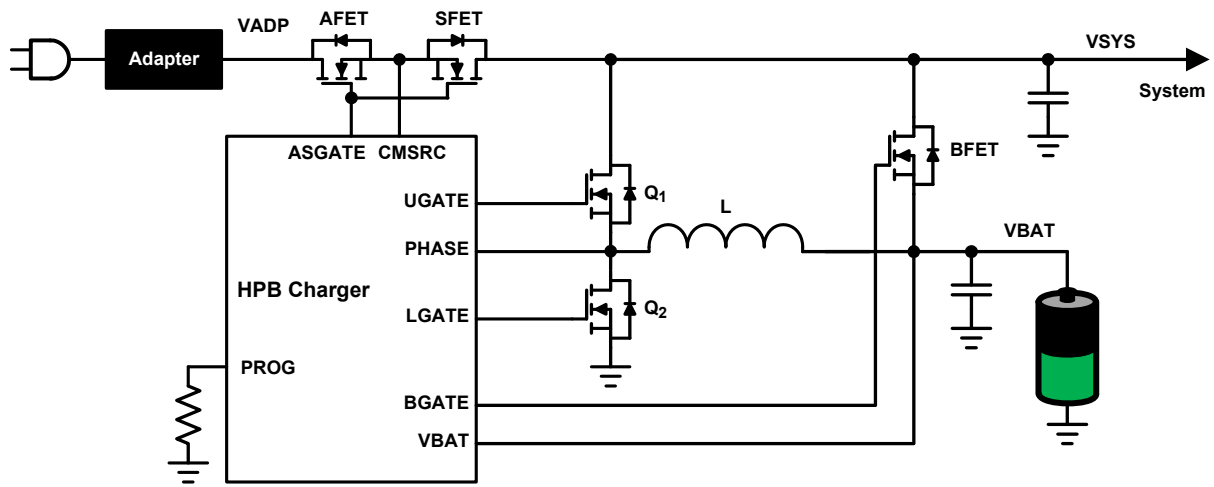 VADP
AFET
SFET
VSYS
Adapter
System
ASGATE
CMSRC
BFET
UGATE
Q1
L
PHASE
VBAT
HPB Charger
LGATE
Q2
PROG
BGATE
VBAT